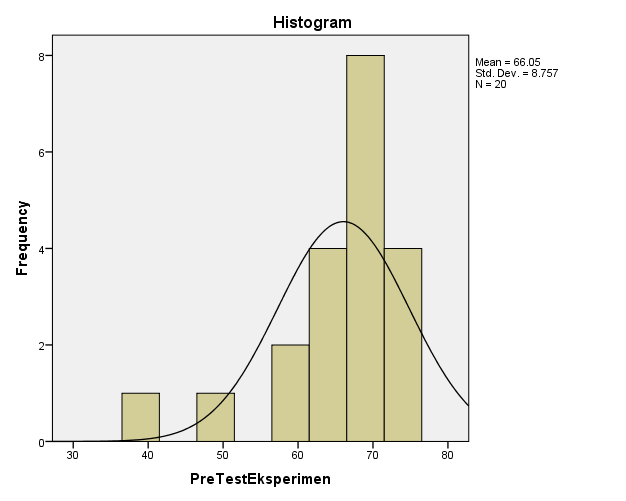 Histogram
Mean = 66.05
Std. Dev. = 8.757
N = 20
8
6
4
2
0
Frequency
30 40 50 60 70 80
PreTestEksperimen